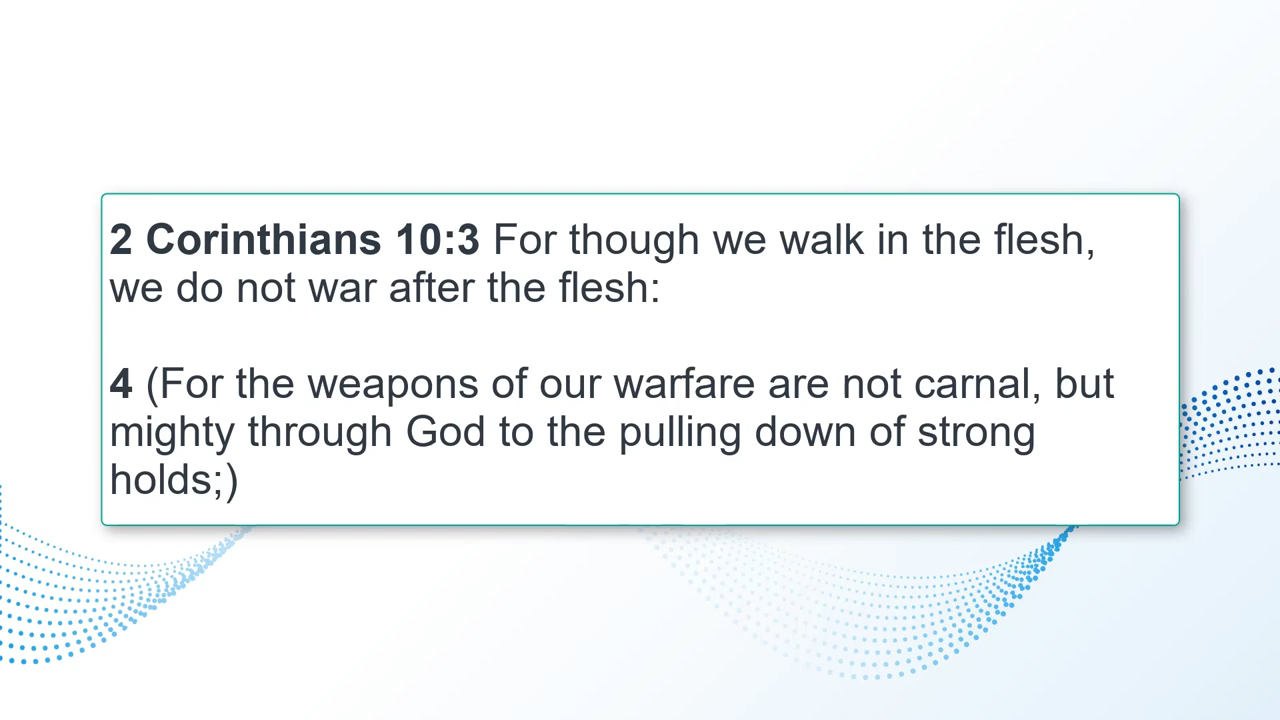 2 Corinthians 10:3 For though we walk in the flesh,
we do not war after the flesh:
4 (For the weapons of our warfare are not carnal, but
mighty through God to the pulling down of strong
holds;)